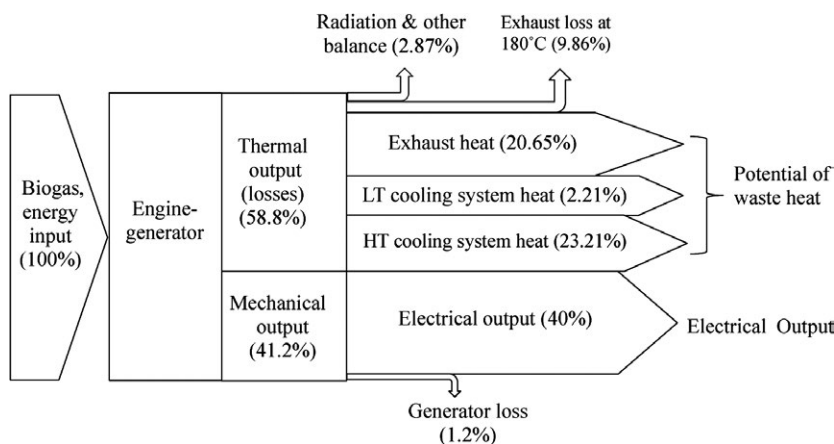 Radiation & other
balance (2.87%)
Exhaust loss at
180˚C (9.86%)
Biogas,
energy
input
(100%)
Engine-
generator
Thermal
output
(losses)
(58.8%)
Exhaust heat (20.65%)
LT cooling system heat (2.21%)
HT cooling system heat (23.21%)
Potential of
waste heat
Mechanical
output
(41.2%)
Electrical output (40%)
Electrical Output
Generator loss
(1.2%)